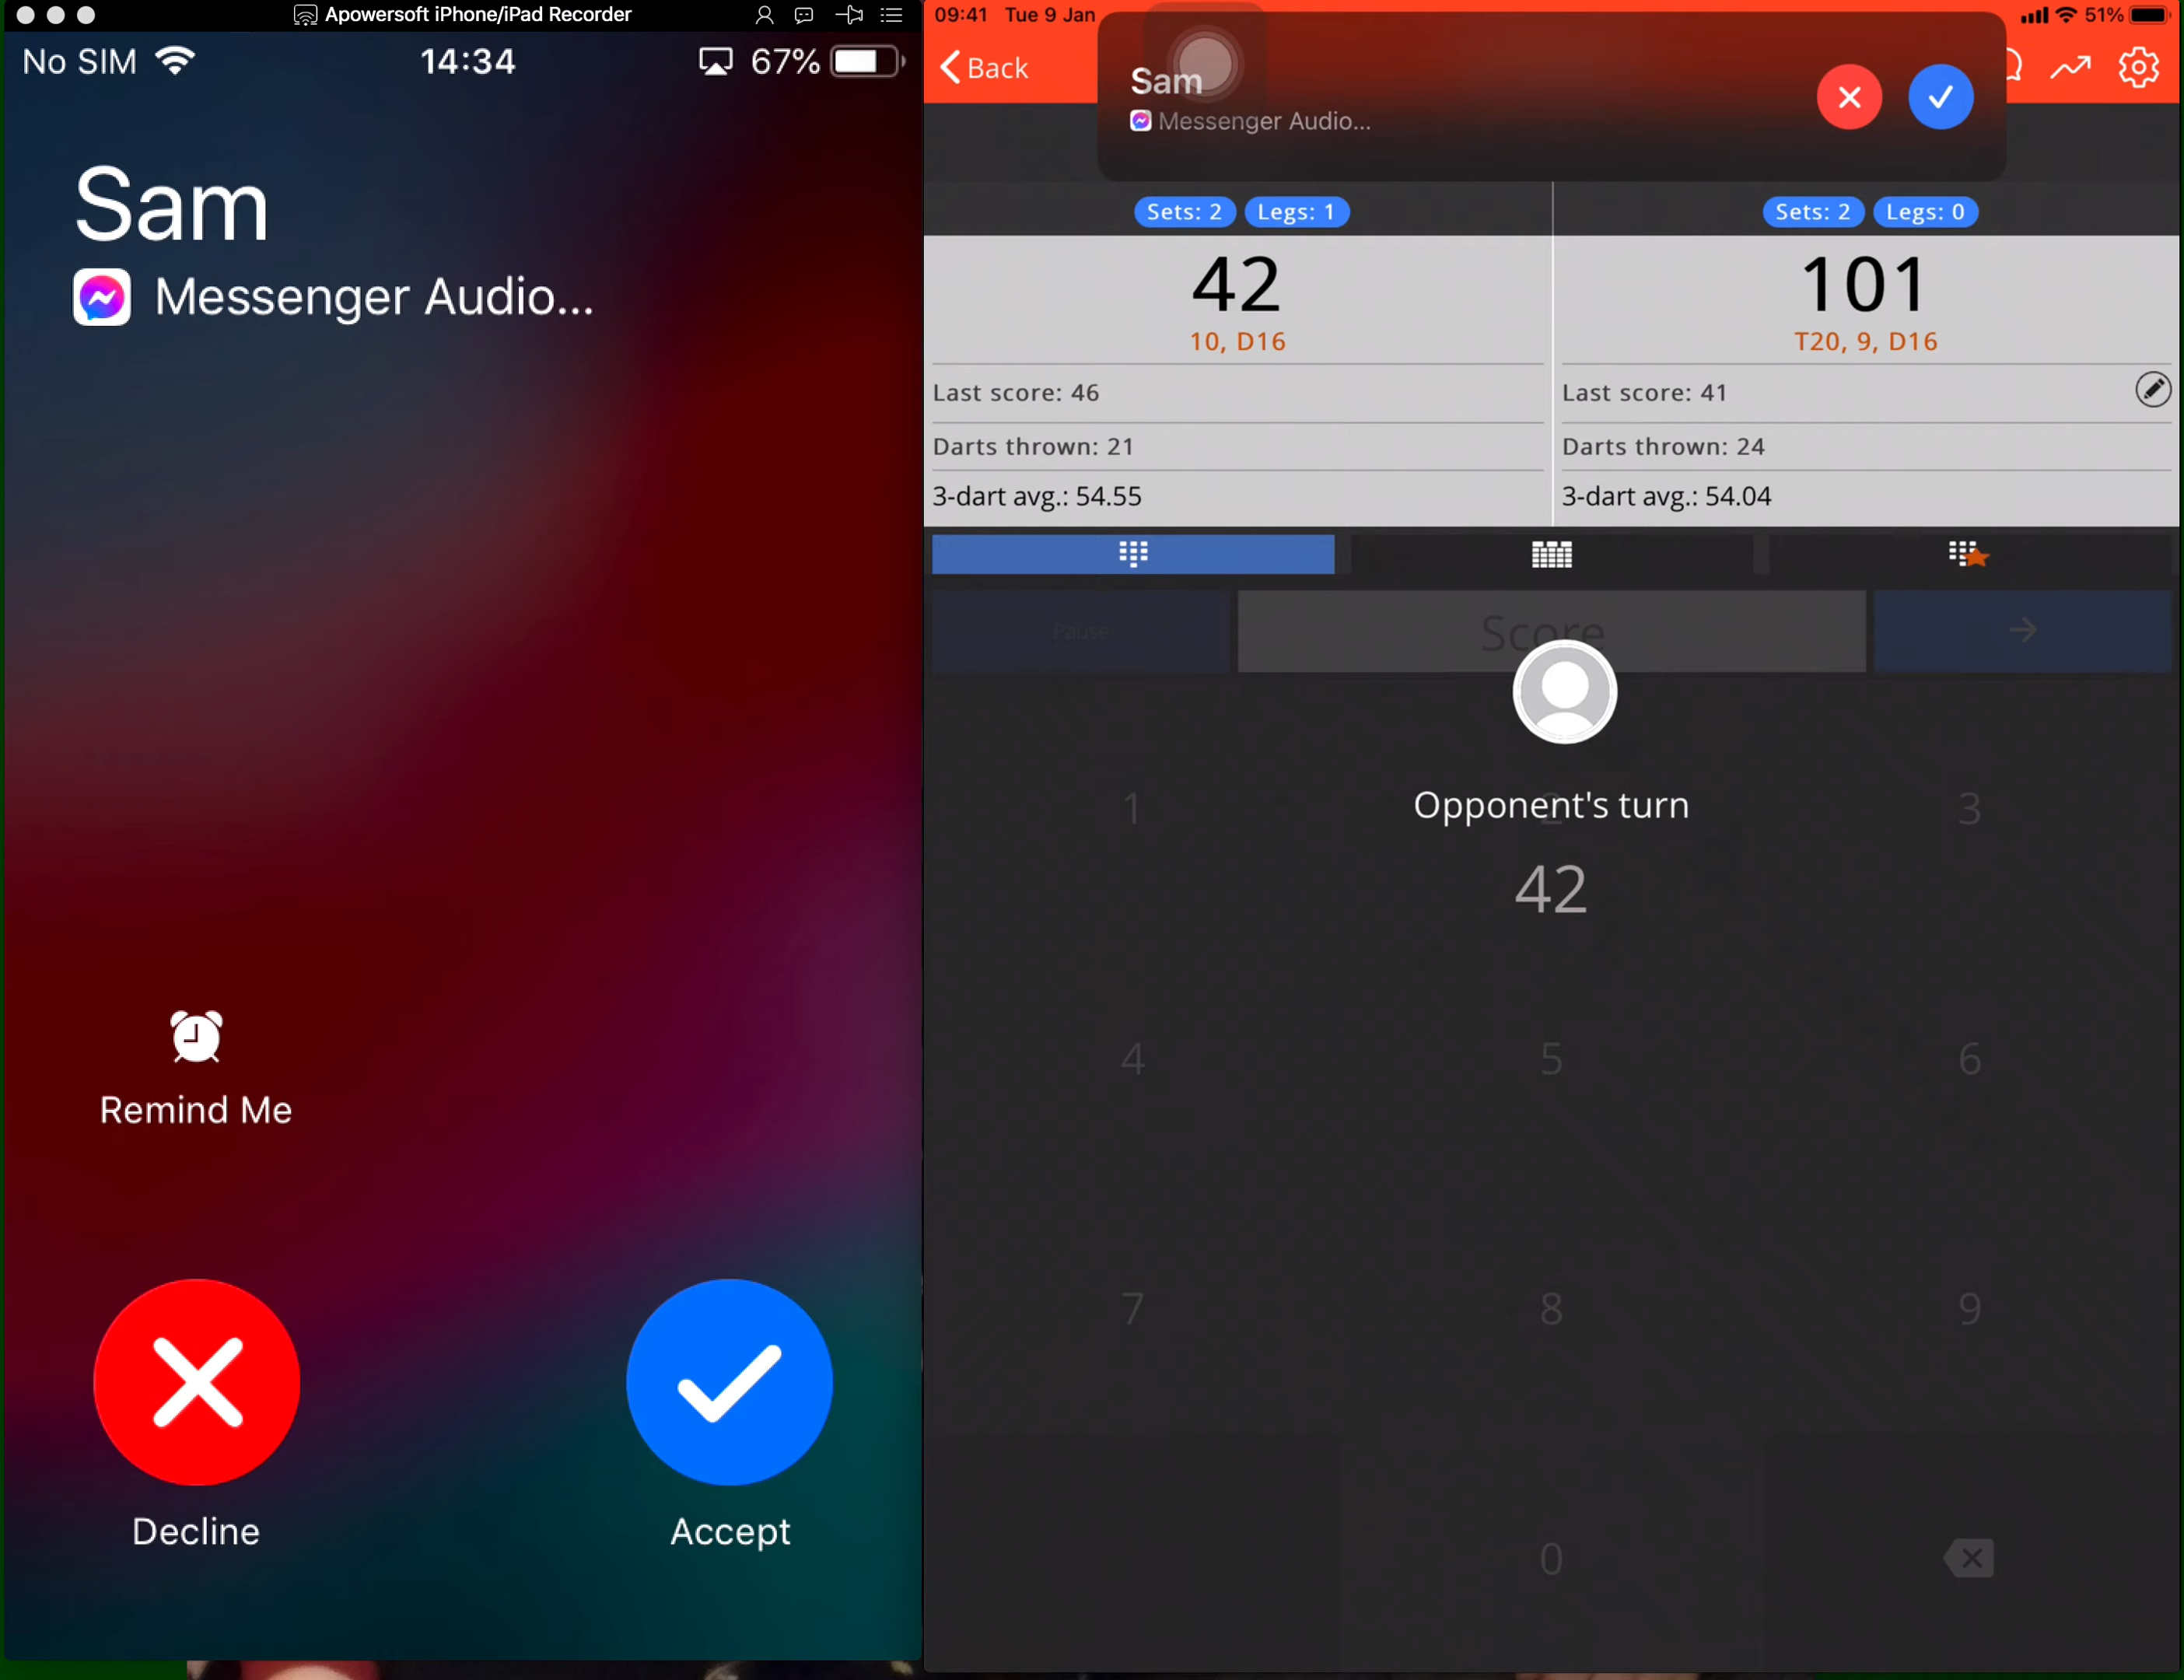 Apowersoft iPhone/iPad Recorder
No SIM 14:34 67%
Sam
Messenger Audio...
Remind Me
Decline Accept
09:41 Tue 9 Jan 51%
Back
Sam
Messenger Audio...
Sets: 2 Legs: 1 Sets: 2 Legs: 0
42 101
10, D16 T20, 9, D16
Last score: 46 Last score: 41
Darts thrown: 21 Darts thrown: 24
3-dart avg.: 54.55 3-dart avg.: 54.04
Pause Score
Opponent's turn
42
1 2 3
4 5 6
7 8 9
0